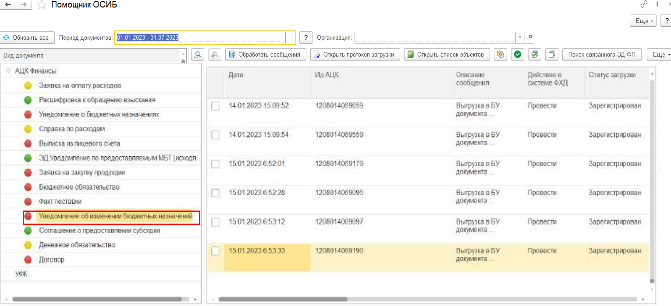 Помощник ОСИБ
Еще
?
Обновить все
Период документов:
01.01.2023 - 31.07.2023
...
?
Организация:
Вид документа
Обработать сообщения
Открыть протокол загрузки
Открыть список объектов
Поиск связанного ЭД ФП
Еще
АЦК Финансы
Заявка на оплату расходов
Расшифровка к обращению взыскания
Уведомление о бюджетных назначениях
Справка по расходам
Выписка из лицевого счета
ЭД Уведомление по предоставляемым МБТ (исходя
Заявка на закупку продукции
Бюджетное обязательство
Факт поставки
Уведомление об изменении бюджетных назначений
Соглашение о предоставлении субсидии
Денежное обязательство
Договор
УФК
Дата
Ид АЦК
Описание сообщения
Действие в системе ФХД
Статус загрузки
14.01.2023 15:09:52
1208014069659
Выгрузка в БУ документа ...
Провести
Зарегистрирован
14.01.2023 15:09:54
1208014069559
Выгрузка в БУ документа ...
Провести
Зарегистрирован
15.01.2023 6:52:01
1208014069179
Выгрузка в БУ документа ...
Провести
Зарегистрирован
15.01.2023 6:52:28
1208014069095
Выгрузка в БУ документа ...
Провести
Зарегистрирован
15.01.2023 6:53:12
1208014069097
Выгрузка в БУ документа ...
Провести
Зарегистрирован
15.01.2023 6:53:33
1208014069190
Выгрузка в БУ документа ...
Провести
Зарегистрирован